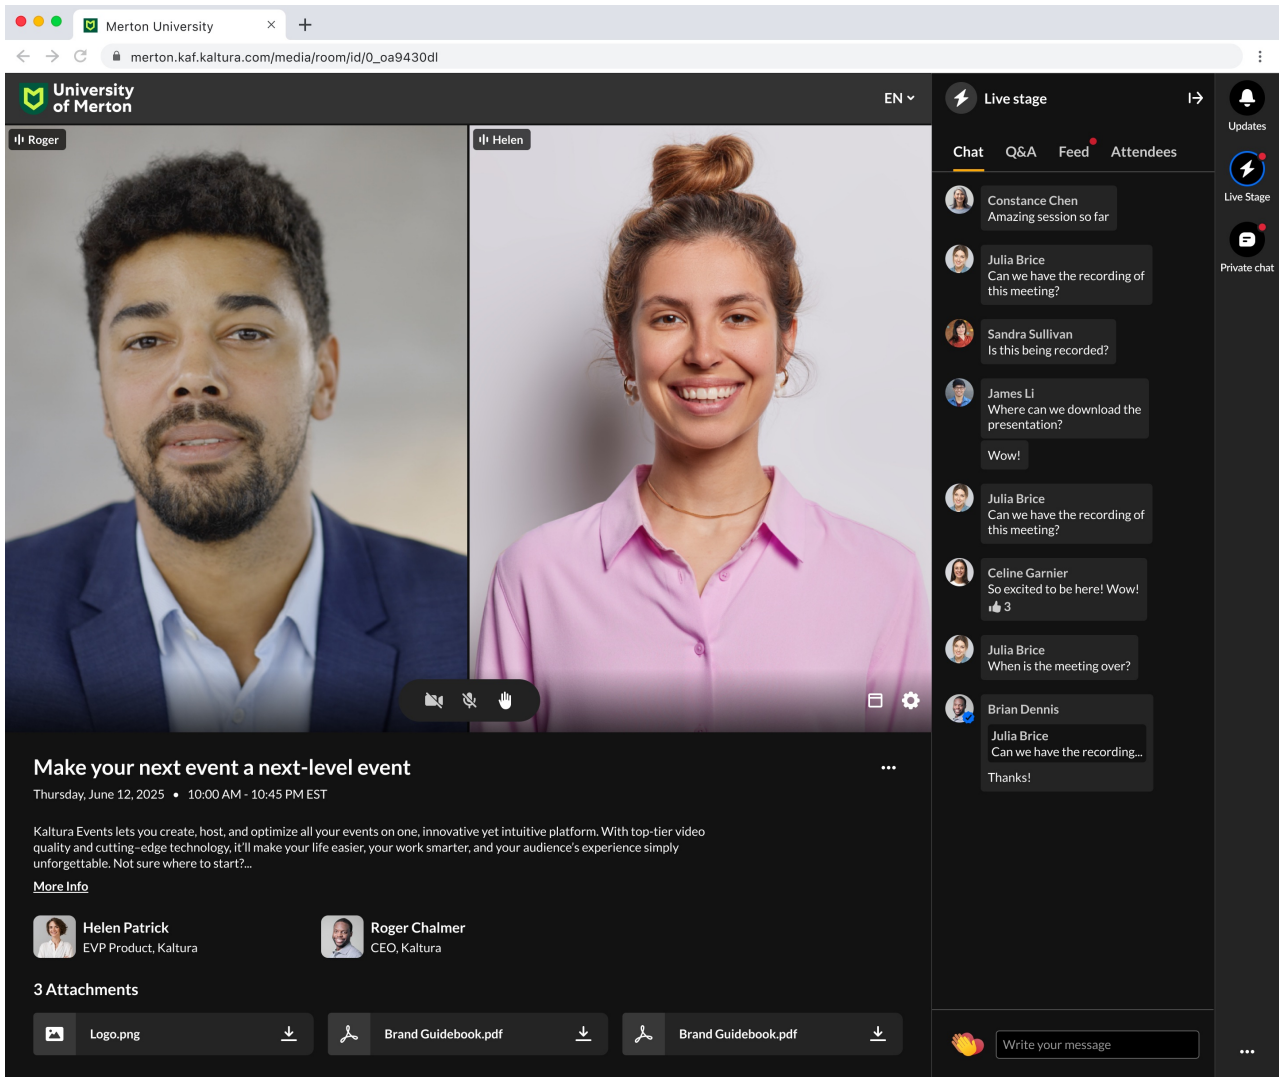 Merton University
merton.kaf.kaltura.com/media/room/id/0_oa9430dl
University
of Merton
EN
Roger
Helen
Make your next event a next-level event
Thursday, June 12, 2025 • 10:00 AM - 10:45 PM EST
Kaltura Events lets you create, host, and optimize all your events on one, innovative yet intuitive platform. With top-tier video
quality and cutting–edge technology, it'll make your life easier, your work smarter, and your audience's experience simply
unforgettable. Not sure where to start?...
More Info
Helen Patrick
EVP Product, Kaltura
Roger Chalmer
CEO, Kaltura
3 Attachments
Logo.png
Brand Guidebook.pdf
Brand Guidebook.pdf
Live stage
Chat Q&A Feed Attendees
Constance Chen
Amazing session so far
Julia Brice
Can we have the recording of
this meeting?
Sandra Sullivan
Is this being recorded?
James Li
Where can we download the
presentation?
Wow!
Julia Brice
Can we have the recording of
this meeting?
Celine Garnier
So excited to be here! Wow!
3
Julia Brice
When is the meeting over?
Brian Dennis
Julia Brice
Can we have the recording...
Thanks!
Write your message
Updates
Live Stage
Private chat